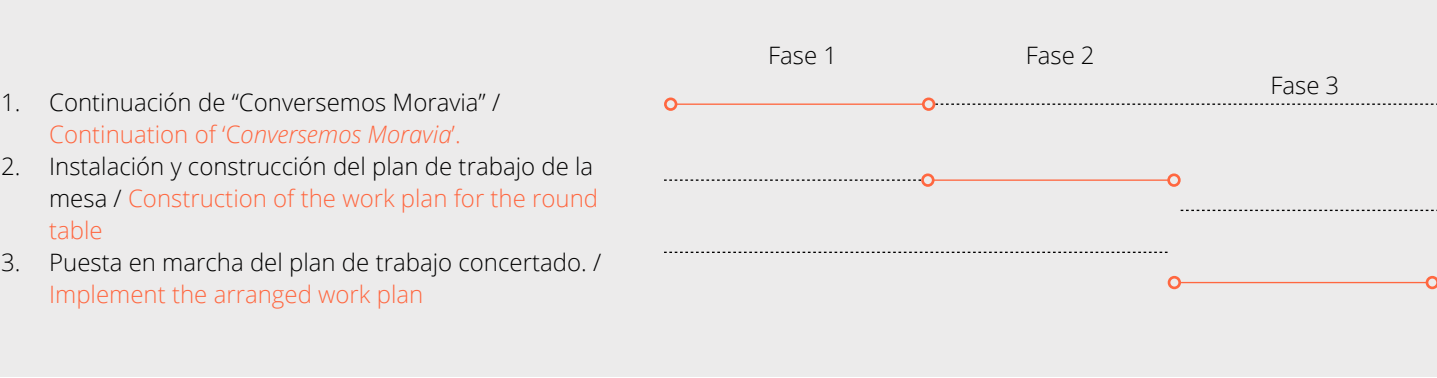 Fase 1
Fase 2
Fase 3
1. Continuación de “Conversemos Moravia” /
Continuation of ‘Conversemos Moravia’.
2. Instalación y construcción del plan de trabajo de la
mesa / Construction of the work plan for the round
table
3. Puesta en marcha del plan de trabajo concertado. /
Implement the arranged work plan